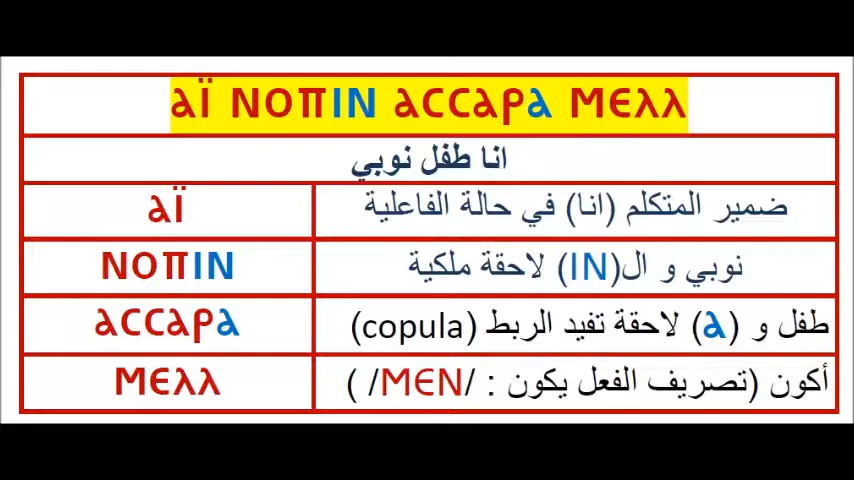 ⲁⲓ̈ ⲛⲟⲡⲓⲛ ⲁⲥⲥⲁⲣⲁ ⲙⲉⲗⲗ
انا طفل نوبي
ⲁⲓ̈ ضمير المتكلم (انا) في حالة الفاعلية
ⲛⲟⲡⲓⲛ نوبي و ال(ⲓⲛ) لاحقة ملكية
ⲁⲥⲥⲁⲣⲁ طفل و (ⲁ) لاحقة تفيد الربط (copula)
ⲙⲉⲗⲗ أكون (تصريف الفعل يكون : /ⲙⲉⲛ/ )